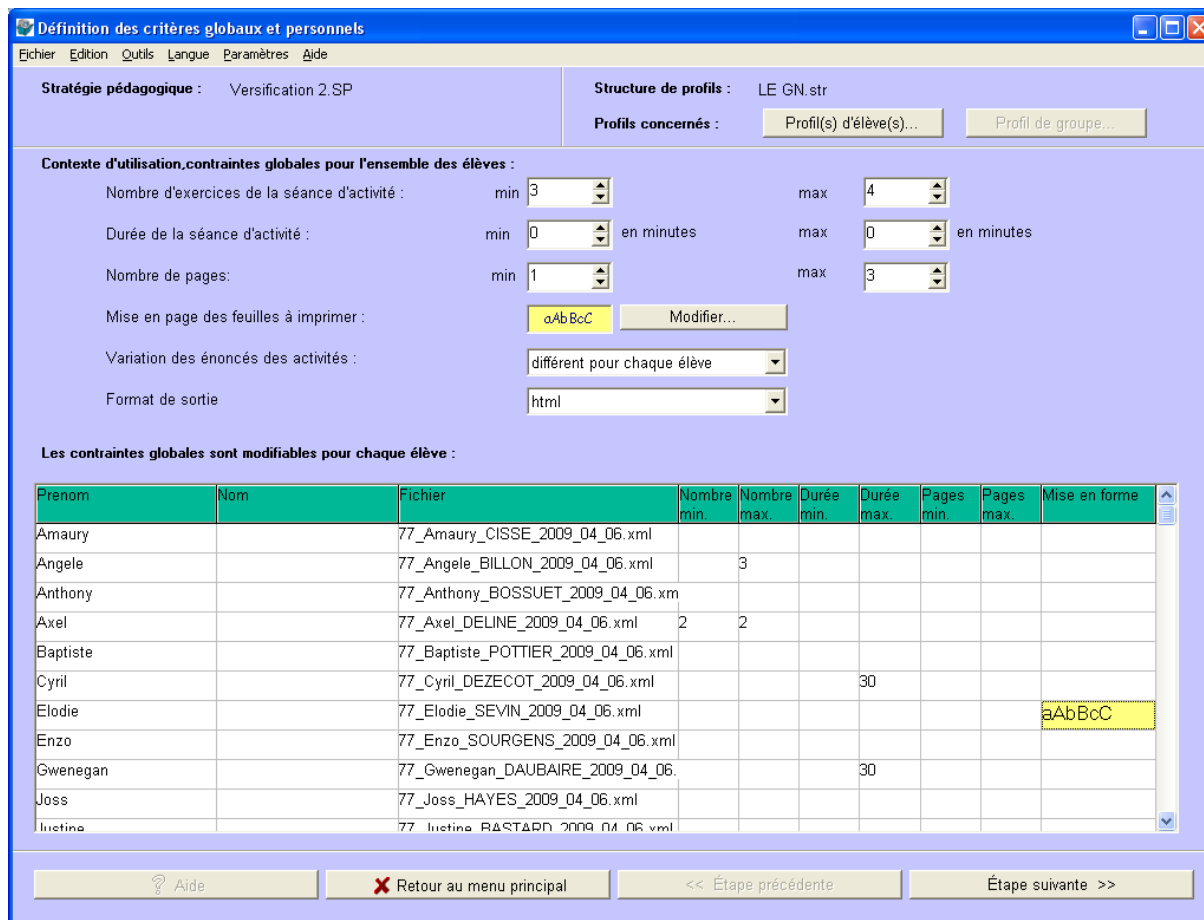 Définition des critères globaux et personnels
Fichier Edition Outils Langue Paramètres Aide
Stratégie pédagogique : Versification 2.SP
Structure de profils : LE GN.str
Profils concernés : Profil(s) d'élève(s)... Profil de groupe...
Contexte d'utilisation,contraintes globales pour l'ensemble des élèves :
Nombre d'exercices de la séance d'activité : min 3 max 4
Durée de la séance d'activité : min 0 en minutes max 0 en minutes
Nombre de pages: min 1 max 3
Mise en page des feuilles à imprimer : aAbBcC Modifier...
Variation des énoncés des activités : différent pour chaque élève
Format de sortie html
Les contraintes globales sont modifiables pour chaque élève :
Prenom Nom Fichier Nombre min. Nombre max. Durée min. Durée max. Pages min. Pages max. Mise en forme
Amaury 77_Amaury_CISSE_2009_04_06.xml
Angele 77_Angele_BILLON_2009_04_06.xml 3
Anthony 77_Anthony_BOSSUET_2009_04_06.xm
Axel 77_Axel_DELINE_2009_04_06.xml 2 2
Baptiste 77_Baptiste_POTTIER_2009_04_06.xml
Cyril 77_Cyril_DEZECOT_2009_04_06.xml 30
Elodie 77_Elodie_SEVIN_2009_04_06.xml aAbBcC
Enzo 77_Enzo_SOURGENS_2009_04_06.xml
Gwenegan 77_Gwenegan_DAUBAIRE_2009_04_06. 30
Joss 77_Joss_HAYES_2009_04_06.xml
Justine 77_Justine_BASTARD_2009_04_06.xml
? Aide Retour au menu principal << Étape précédente Étape suivante >>